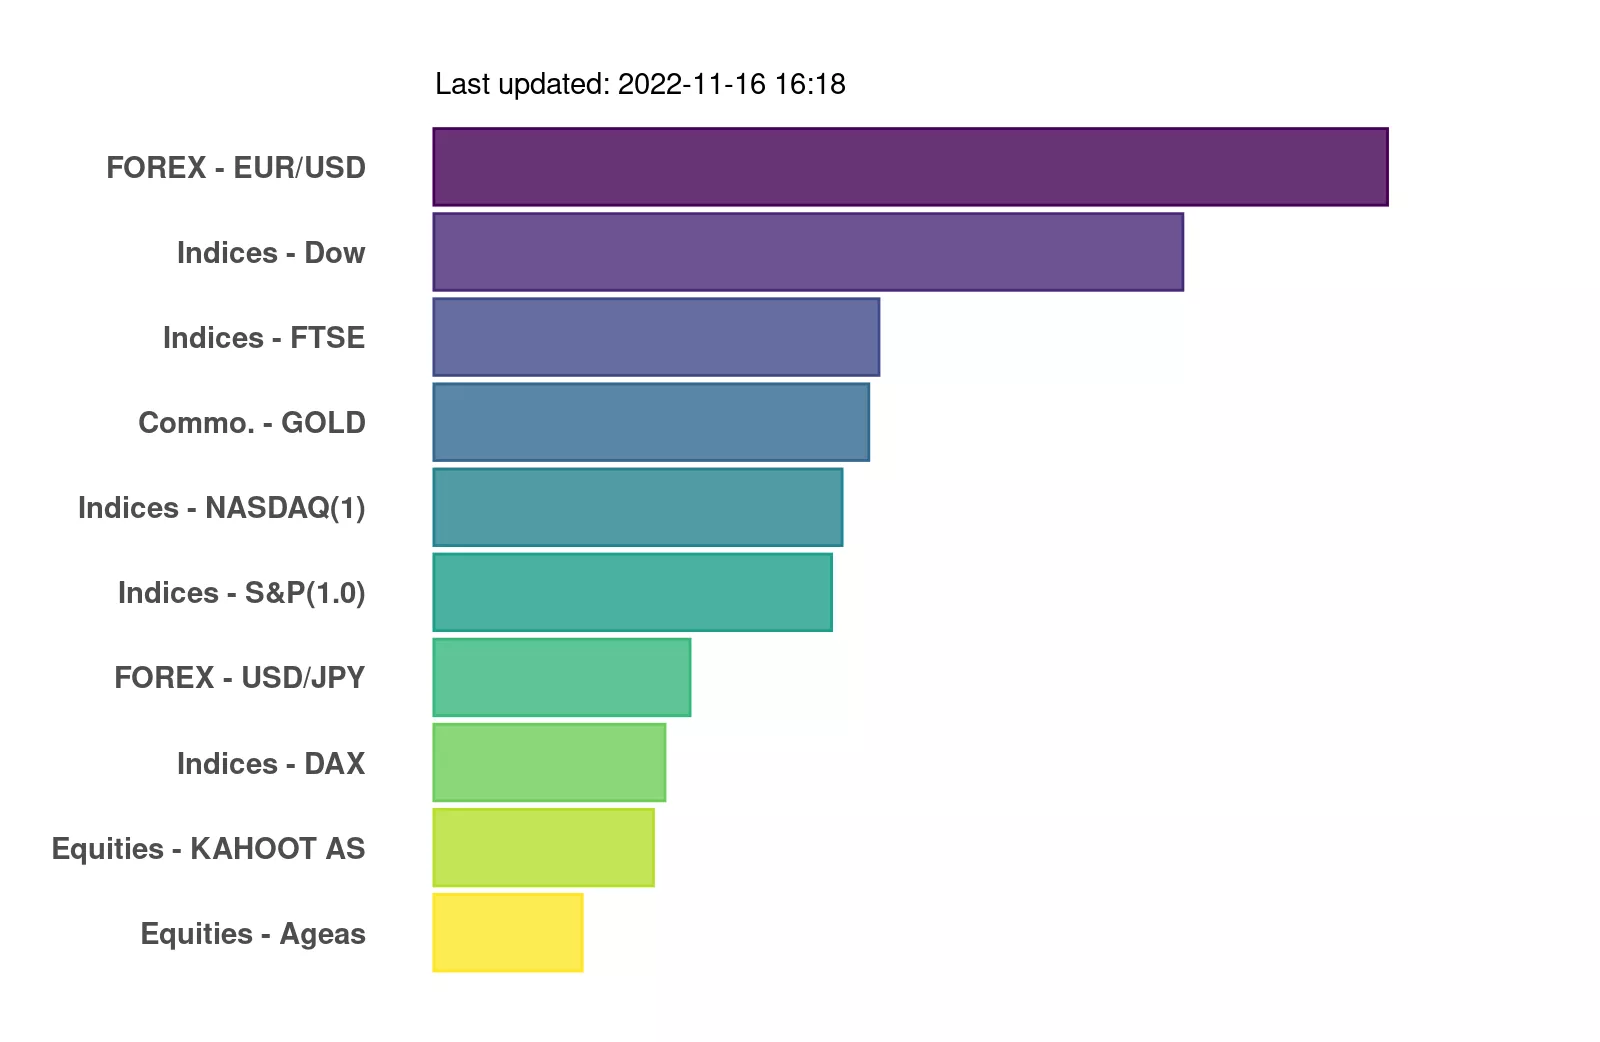 Last updated: 2022-11-16 16:18
FOREX - EUR/USD
Indices - Dow
Indices - FTSE
Commo. - GOLD
Indices - NASDAQ(1)
Indices - S&P(1.0)
FOREX - USD/JPY
Indices - DAX
Equities - KAHOOT AS
Equities - Ageas